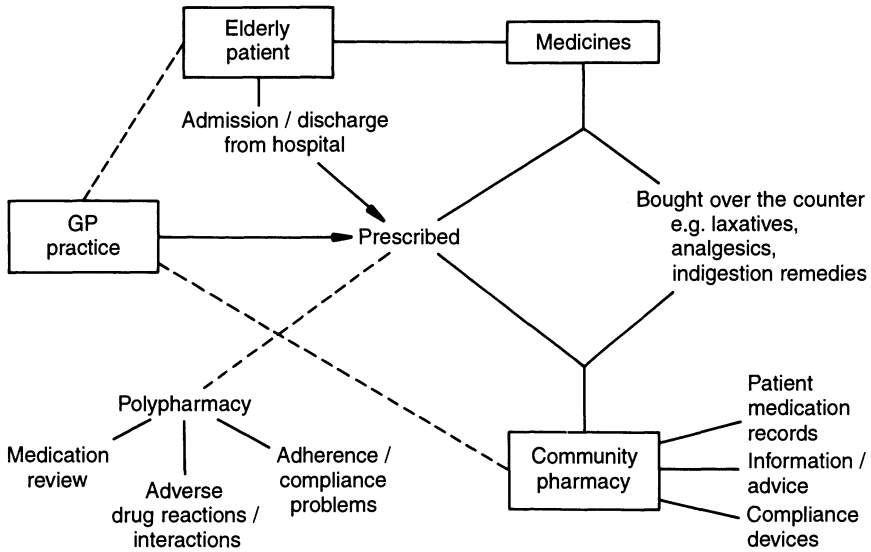 Elderly
patient
Medicines
Admission / discharge
from hospital
Bought over the counter
e.g. laxatives,
analgesics,
indigestion remedies
GP
practice
Prescribed
Polypharmacy
Medication
review
Adverse
drug reactions /
interactions
Adherence /
compliance
problems
Community
pharmacy
Patient
medication
records
Information /
advice
Compliance
devices